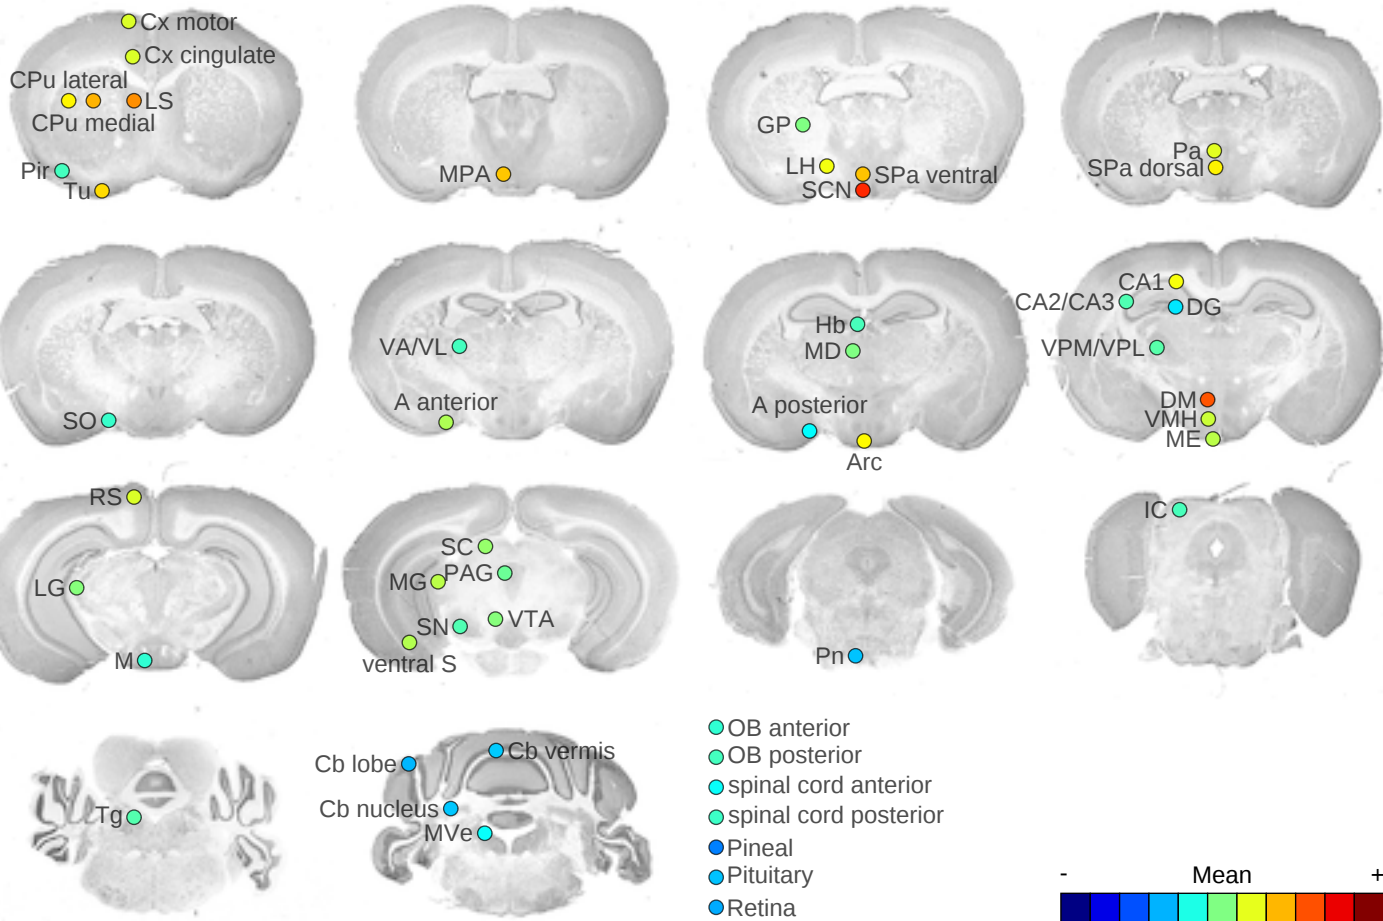 Cx motor
Cx cingulate
CPu lateral
LS
CPu medial
Pir
Tu
MPA
GP
LH
SPa ventral
SCN
Pa
SPa dorsal
SO
VA/VL
A anterior
Hb
MD
A posterior
Arc
CA1
CA2/CA3
DG
VPM/VPL
DM
VMH
ME
RS
LG
M
SC
PAG
MG
VTA
SN
ventral S
Pn
IC
Tg
Cb vermis
Cb lobe
Cb nucleus
MVe
OB anterior
OB posterior
spinal cord anterior
spinal cord posterior
Pineal
Pituitary
Retina
- Mean +